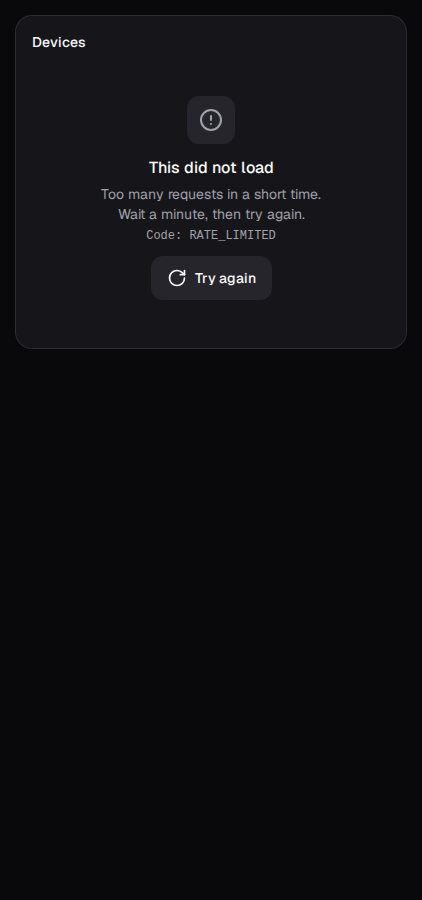 Devices
This did not load
Too many requests in a short time.
Wait a minute, then try again.
Code: RATE_LIMITED
Try again